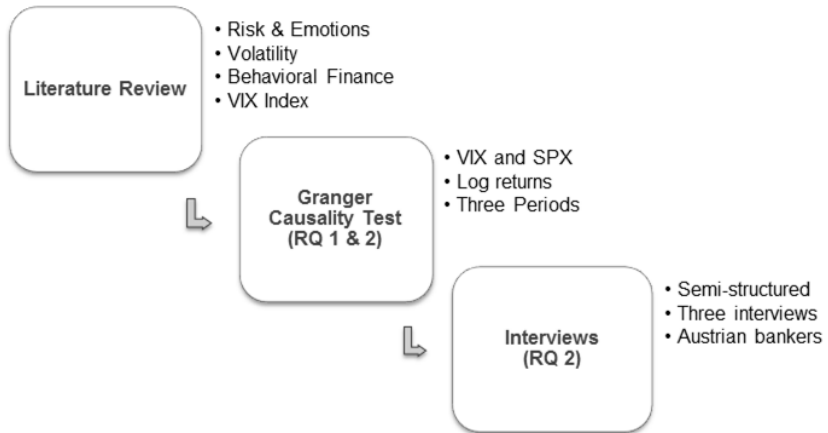 Literature Review
• Risk & Emotions
• Volatility
• Behavioral Finance
• VIX Index
Granger
Causality Test
(RQ 1 & 2)
• VIX and SPX
• Log returns
• Three Periods
Interviews
(RQ 2)
• Semi-structured
• Three interviews
• Austrian bankers